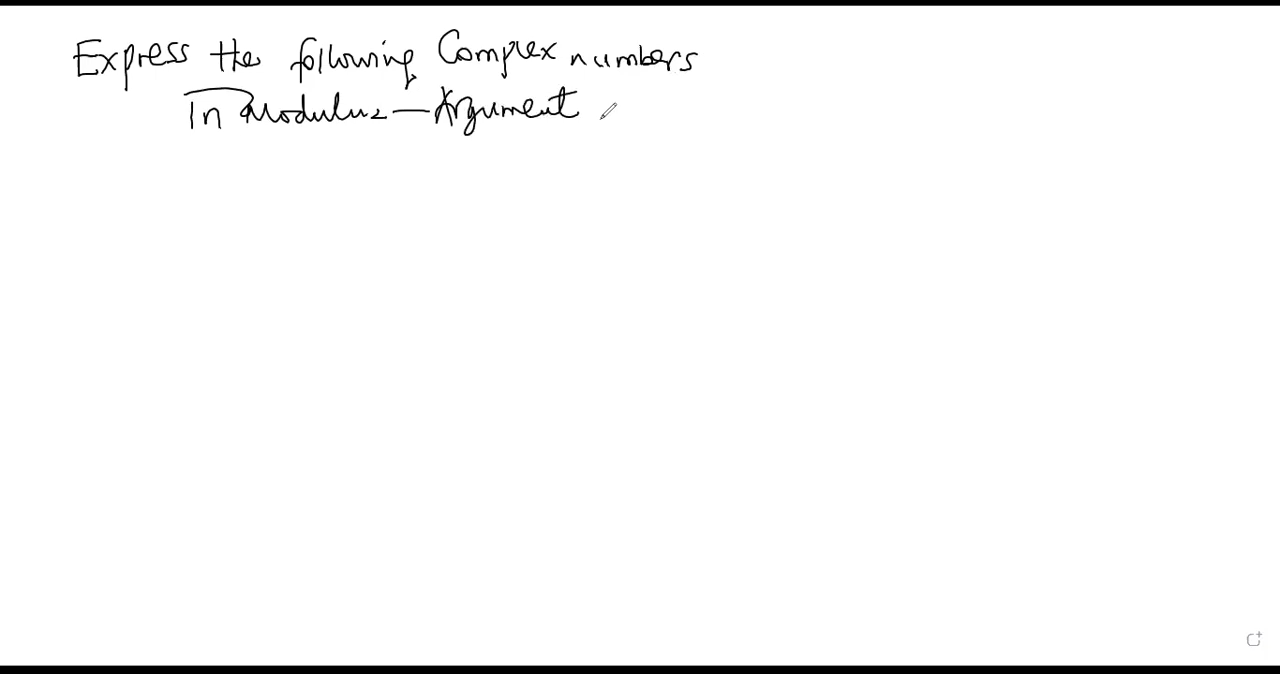 Express the following Complex numbers
In Modulus — Argument